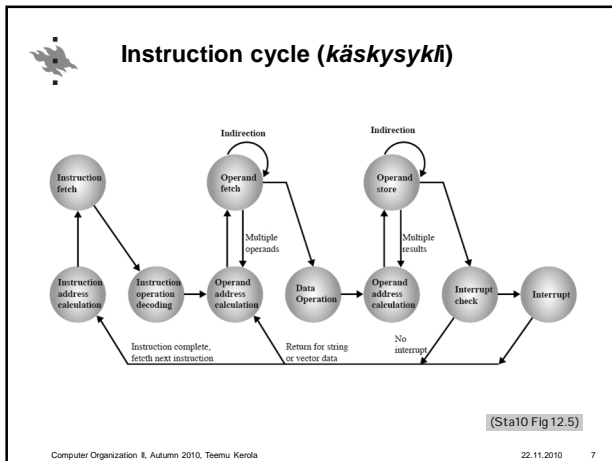 Instruction cycle (käskysykli)
Indirection
Indirection
Instruction
fetch
Operand
fetch
Operand
store
Multiple
operands
Multiple
results
Instruction
address
calculation
Instruction
operation
decoding
Operand
address
calculation
Data
Operation
Operand
address
calculation
Interrupt
check
Interrupt
Instruction complete,
fetcth next instruction
Return for string
or vector data
No
interrupt
(Sta10 Fig 12.5)
Computer Organization II, Autumn 2010, Teemu Kerola
22.11.2010
7